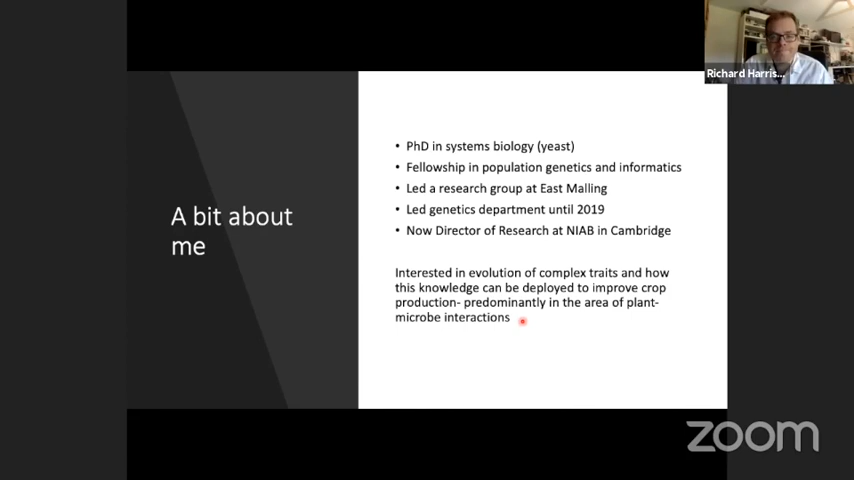 Richard Harris...
A bit about
me
• PhD in systems biology (yeast)
• Fellowship in population genetics and informatics
• Led a research group at East Malling
• Led genetics department until 2019
• Now Director of Research at NIAB in Cambridge
Interested in evolution of complex traits and how
this knowledge can be deployed to improve crop
production- predominantly in the area of plant-
microbe interactions
zoom